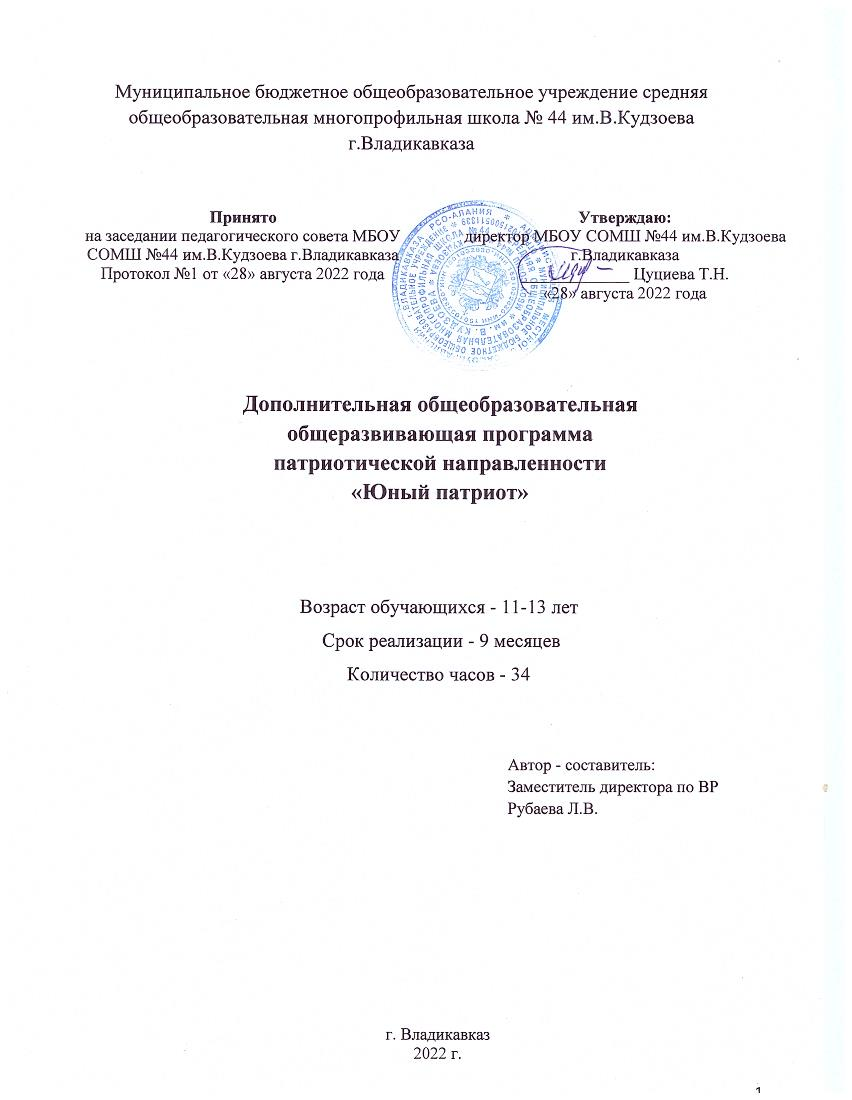 Муниципальное бюджетное общеобразовательное учреждение средняя
общеобразовательная многопрофильная школа № 44 им.В.Кудзоева
г.Владикавказа
Принято
на заседании педагогического совета МБОУ
СОМШ №44 им.В.Кудзоева г.Владикавказа
Протокол №1 от «28» августа 2022 года
Утверждаю:
директор МБОУ СОМШ №44 им.В.Кудзоева
г.Владикавказа
Цуциева Т.Н.
«28» августа 2022 года
Дополнительная общеобразовательная
общеразвивающая программа
патриотической направленности
«Юный патриот»
Возраст обучающихся - 11-13 лет
Срок реализации - 9 месяцев
Количество часов - 34
Автор - составитель:
Заместитель директора по ВР
Рубаева Л.В.
г. Владикавказ
2022 г.
1